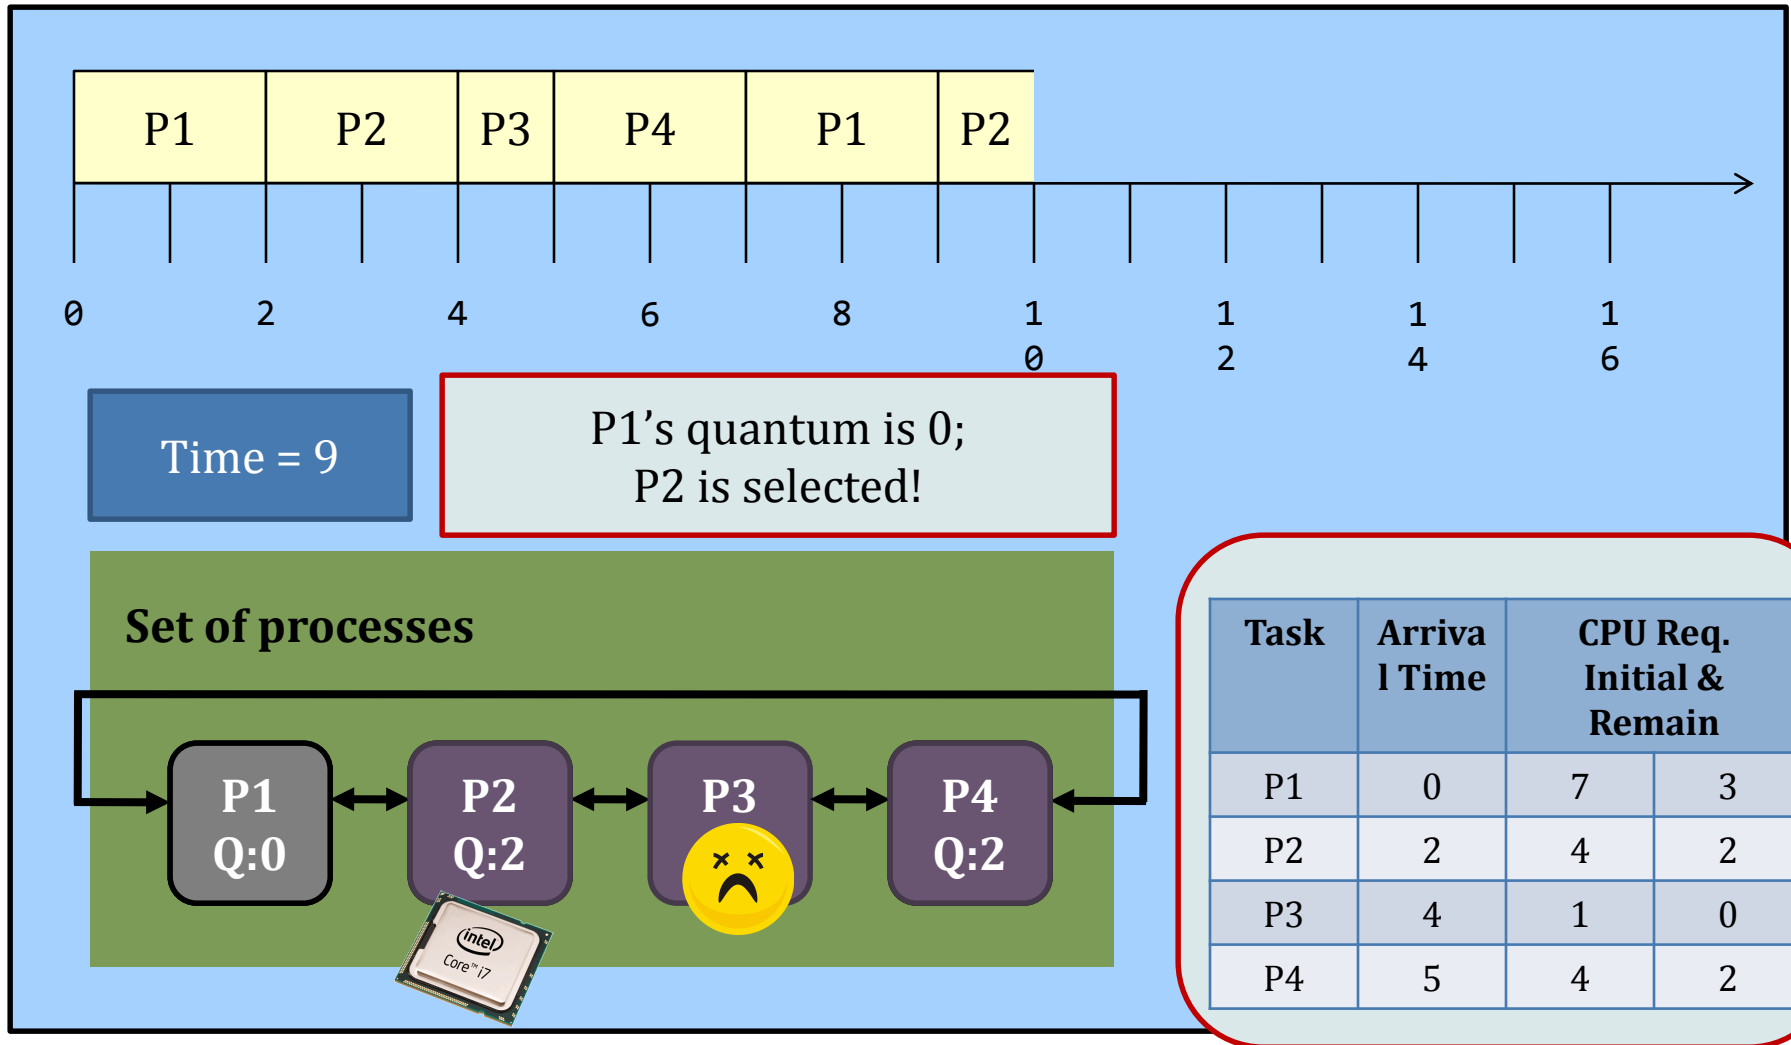 P1 P2 P3 P4 P1 P2
0 2 4 6 8 1 1 1 1
0 2 4 6
Time = 9
P1’s quantum is 0;
P2 is selected!
Set of processes
P1 P2 P3 P4
Q:0 Q:2 Q:2
intel
Core™ i7
Task Arriva CPU Req.
l Time Initial &
Remain
P1 0 7 3
P2 2 4 2
P3 4 1 0
P4 5 4 2